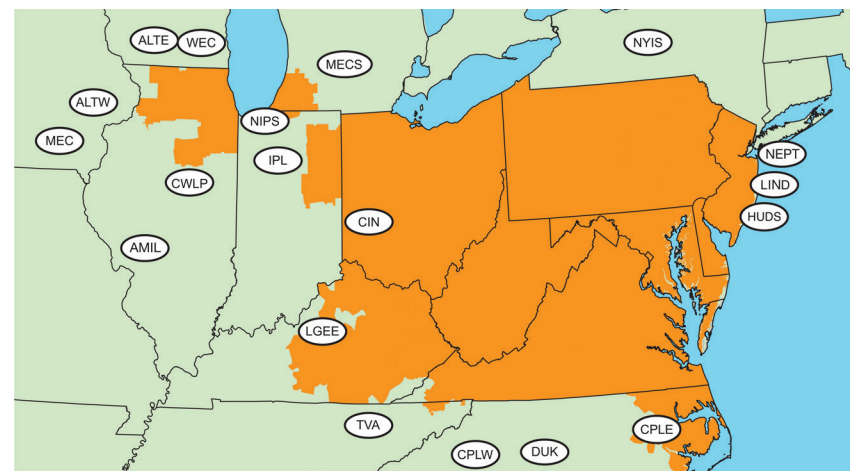 ALTE
WEC
NYIS
MECS
ALTW
NIPS
MEC
NEPT
IPL
CWLP
LIND
CIN
HUDS
AMIL
LGEE
TVA
CPLE
CPLW
DUK